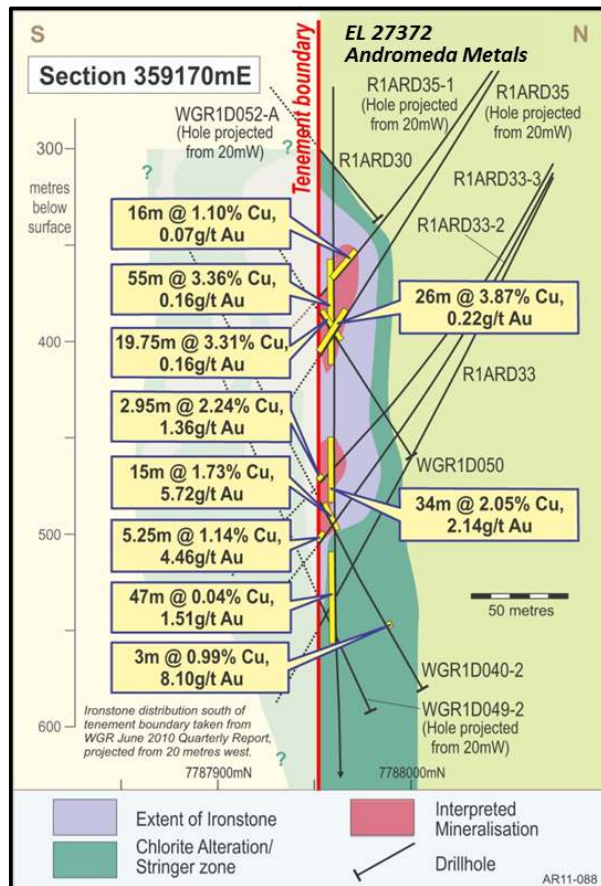 S
EL 27372
Andromeda Metals
N
Section 359170mE
Tenement boundary
WGR1D052-A
(Hole projected
from 20mW)
R1ARD35-1
(Hole projected
from 20mW)
R1ARD35
(Hole projected
from 20mW)
R1ARD30
R1ARD33-3
R1ARD33-2
?
?
300
metres
below
surface
16m @ 1.10% Cu,
0.07g/t Au
55m @ 3.36% Cu,
0.16g/t Au
26m @ 3.87% Cu,
0.22g/t Au
400
19.75m @ 3.31% Cu,
0.16g/t Au
R1ARD33
2.95m @ 2.24% Cu,
1.36g/t Au
WGR1D050
15m @ 1.73% Cu,
5.72g/t Au
34m @ 2.05% Cu,
2.14g/t Au
500
5.25m @ 1.14% Cu,
4.46g/t Au
47m @ 0.04% Cu,
1.51g/t Au
50 metres
3m @ 0.99% Cu,
8.10g/t Au
WGR1D040-2
WGR1D049-2
(Hole projected
from 20mW)
Ironstone distribution south of
tenement boundary taken from
WGR June 2010 Quarterly Report,
projected from 20 metres west.
600
?
7787900mN
7788000mN
Extent of Ironstone
Interpreted
Mineralisation
Chlorite Alteration/
Stringer zone
Drillhole
AR11-088